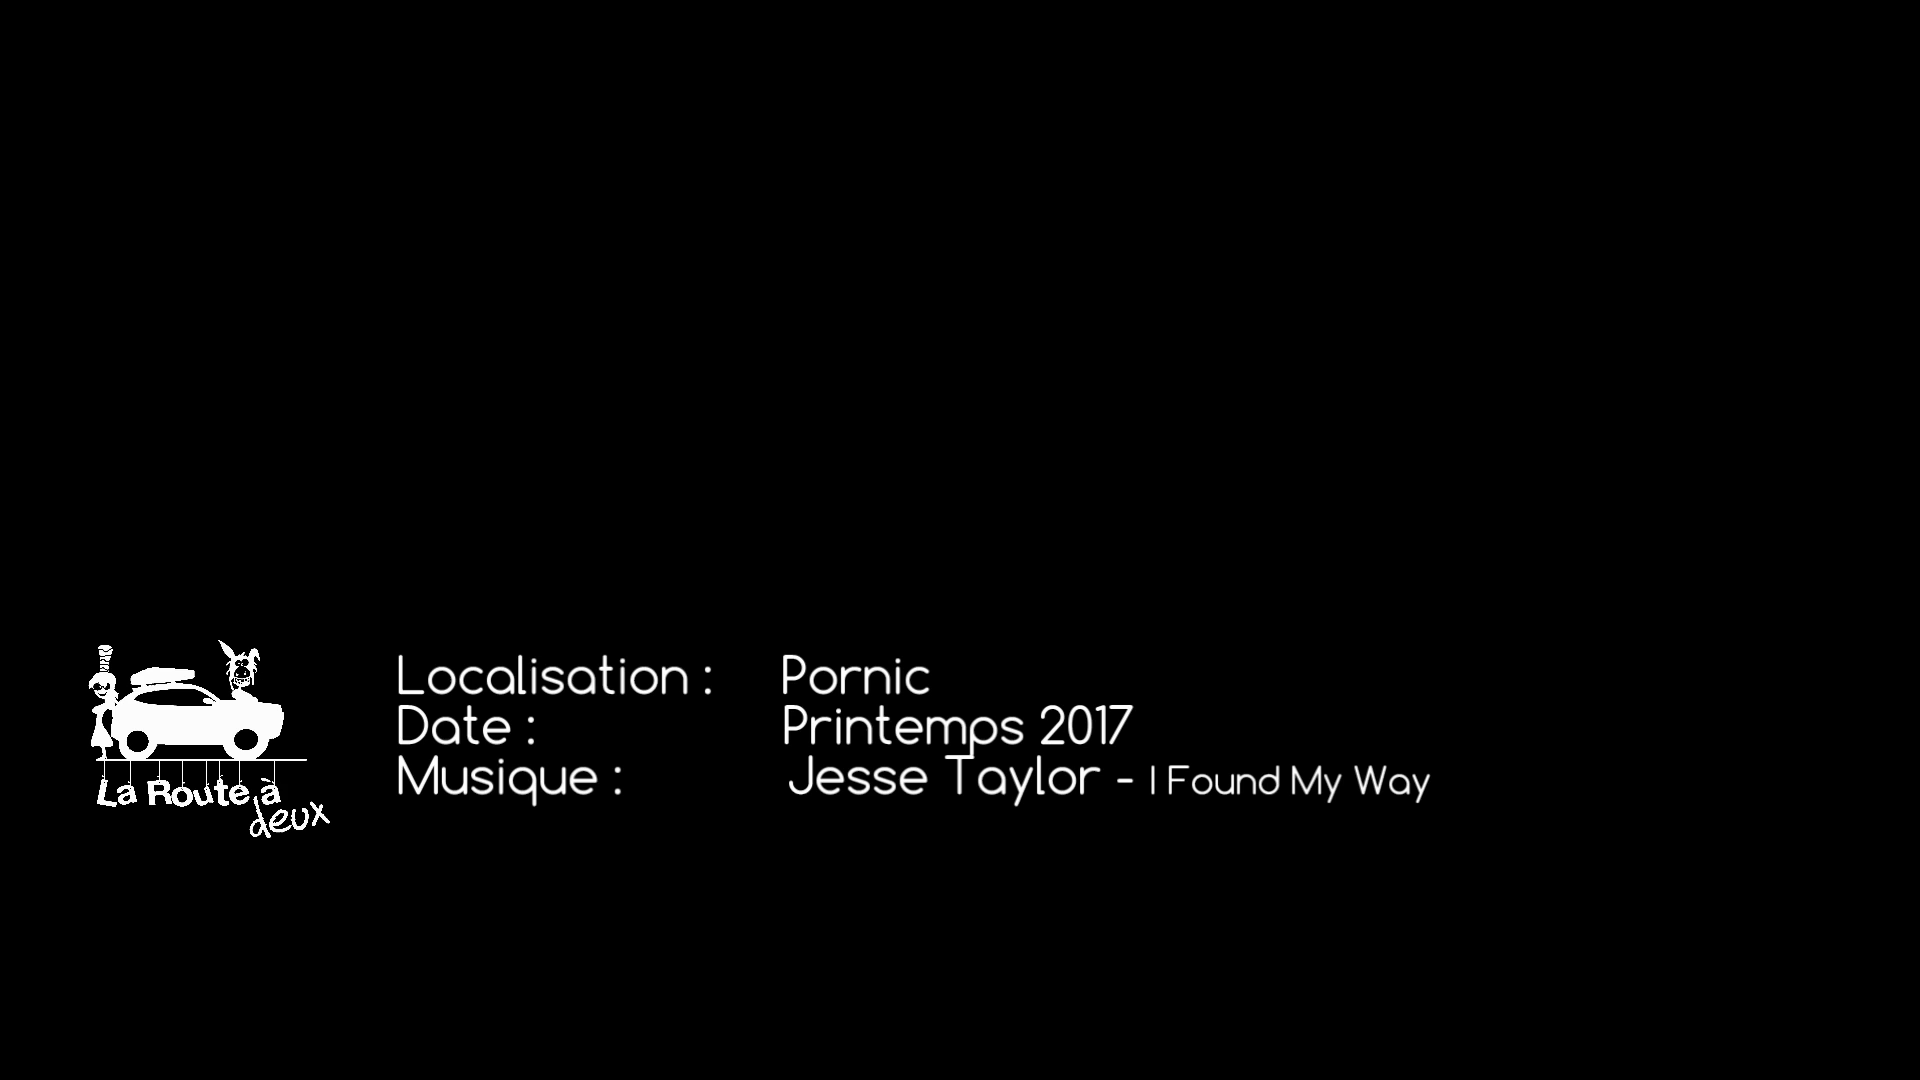 Localisation : Pornic
Date : Printemps 2017
Musique : Jesse Taylor - I Found My Way
La Route à
deux